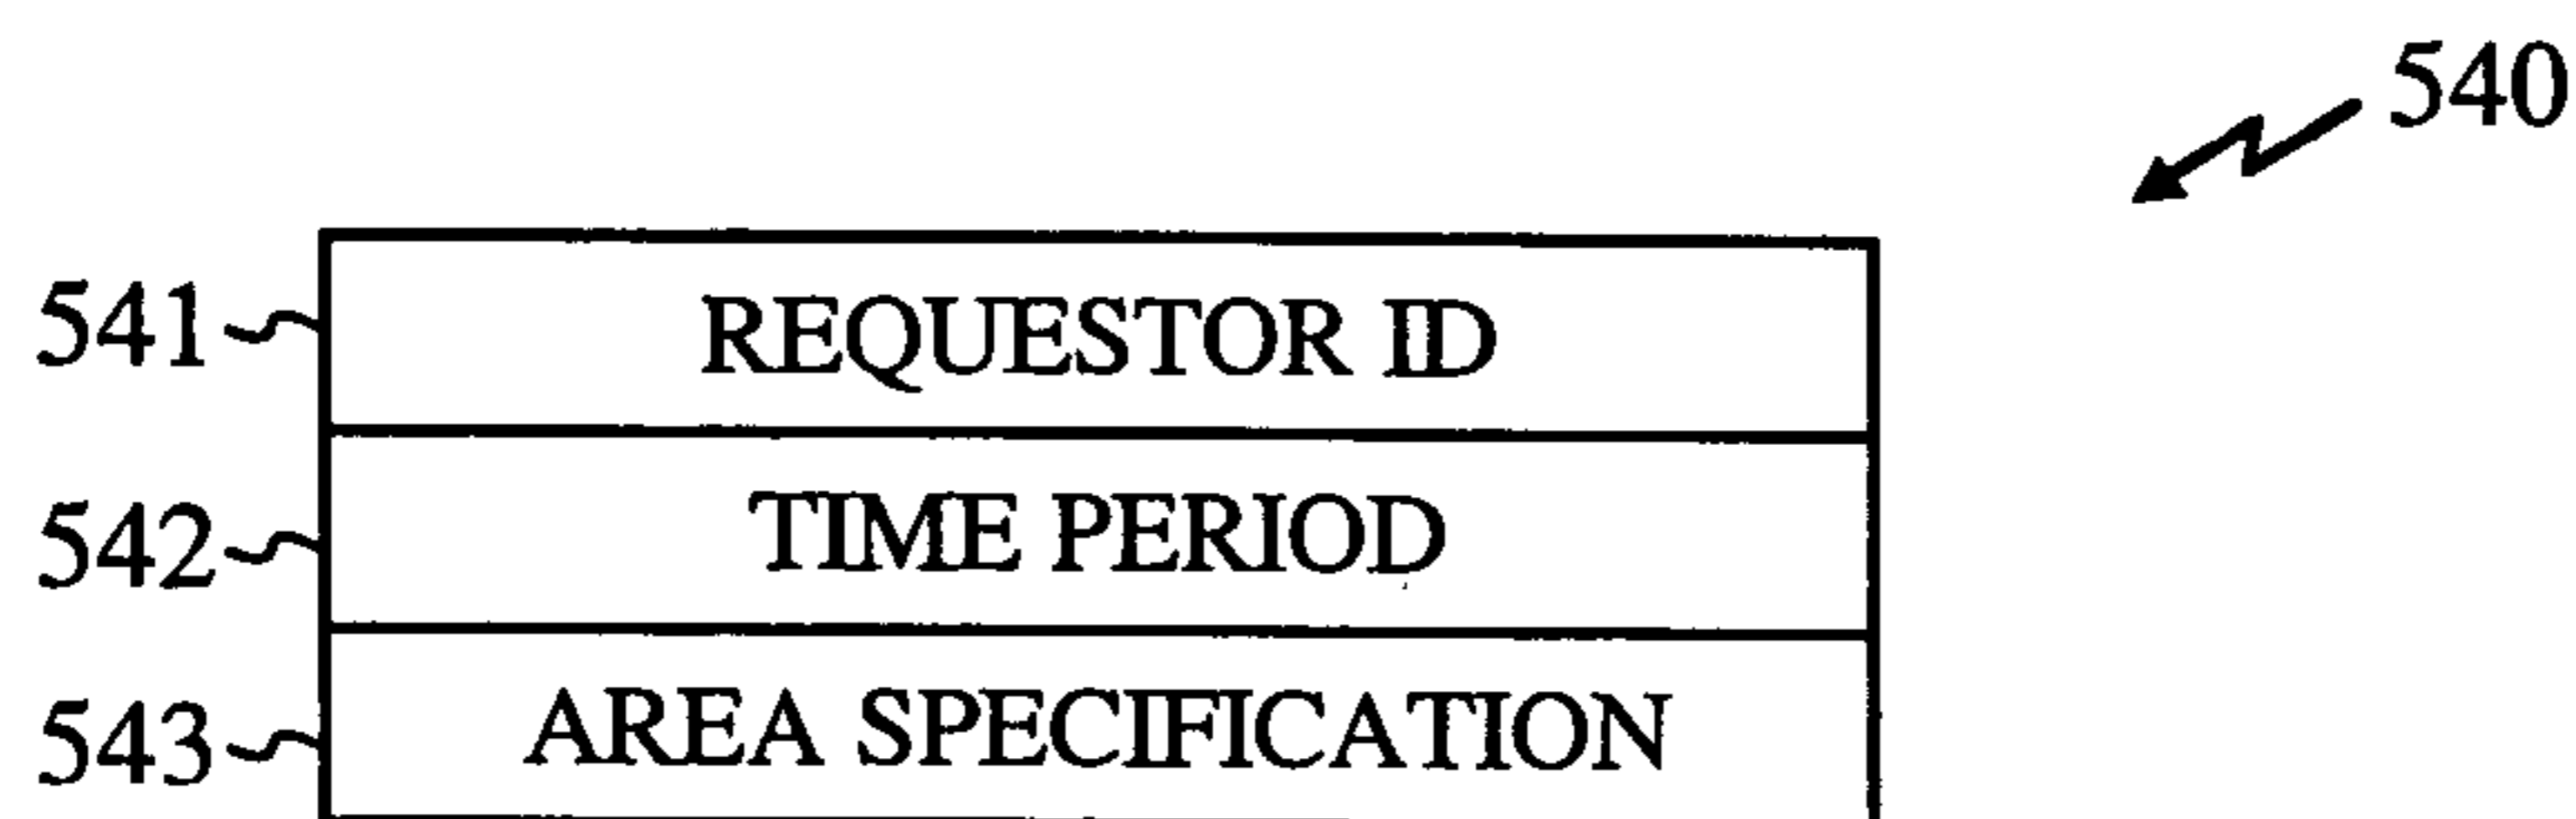 540
541 REQUESTOR ID
542 TIME PERIOD
543 AREA SPECIFICATION